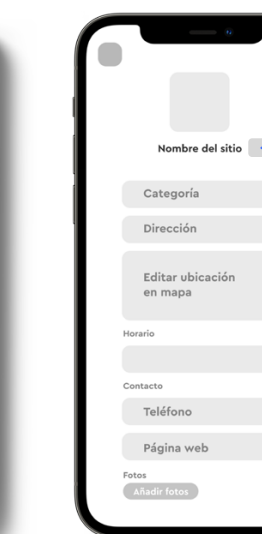 Nombre del sitio
Categoría
Dirección
Editar ubicación
en mapa
Horario
Contacto
Teléfono
Página web
Fotos
Añadir fotos